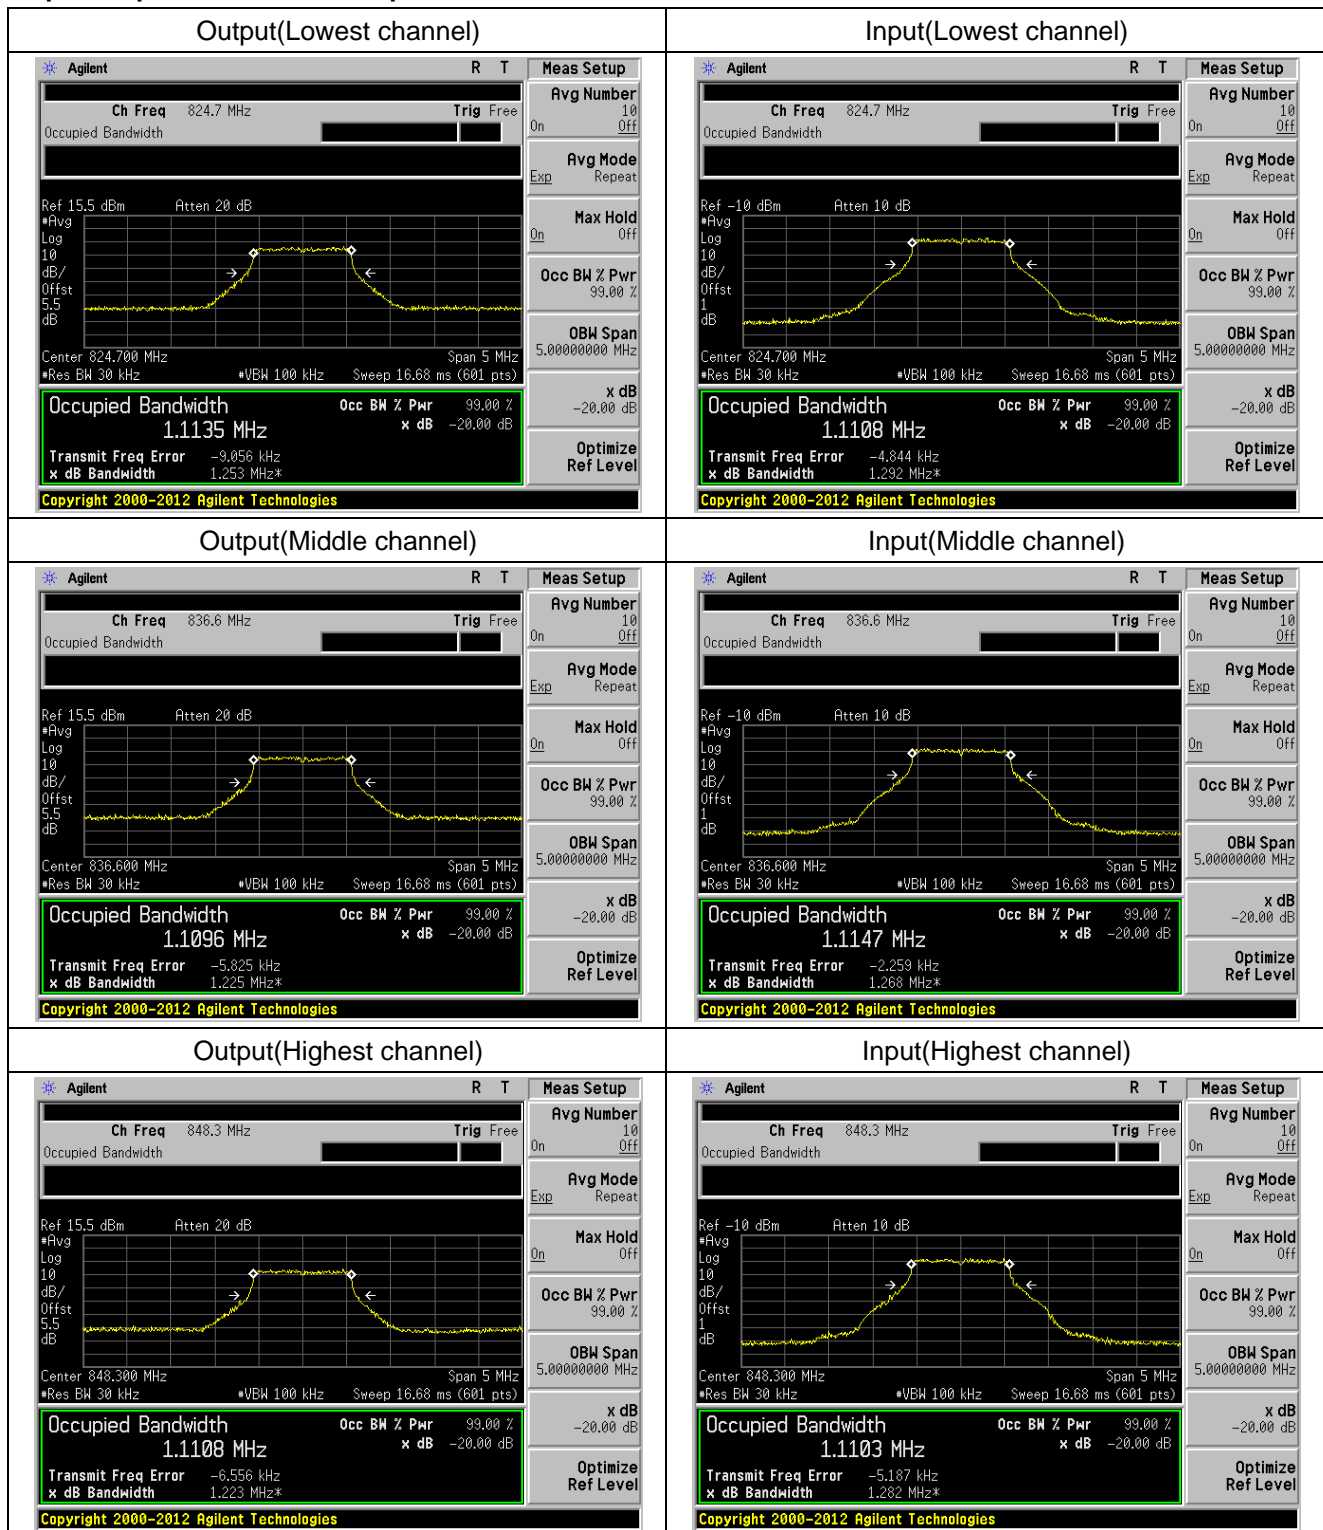 Output(Lowest channel)
Input(Lowest channel)
Agilent R T Meas Setup
Ch Freq 824.7 MHz Trig Free
Occupied Bandwidth
Avg Number
10
On Off
Avg Mode
Exp Repeat
Max Hold
On Off
Occ BW % Pwr
99.00 %
OBW Span
5.00000000 MHz
x dB
-20.00 dB
Optimize
Ref Level
Ref 15.5 dBm Atten 20 dB
#Avg
Log
10
dB/
Offst
5.5
dB
Center 824.700 MHz Span 5 MHz
#Res BW 30 kHz #VBW 100 kHz Sweep 16.68 ms (601 pts)
Occupied Bandwidth Occ BW % Pwr 99.00 %
1.1135 MHz x dB -20.00 dB
Transmit Freq Error -9.056 kHz
x dB Bandwidth 1.253 MHz*
Copyright 2000-2012 Agilent Technologies
Agilent R T Meas Setup
Ch Freq 824.7 MHz Trig Free
Occupied Bandwidth
Avg Number
10
On Off
Avg Mode
Exp Repeat
Max Hold
On Off
Occ BW % Pwr
99.00 %
OBW Span
5.00000000 MHz
x dB
-20.00 dB
Optimize
Ref Level
Ref -10 dBm Atten 10 dB
#Avg
Log
10
dB/
Offst
1
dB
Center 824.700 MHz Span 5 MHz
#Res BW 30 kHz #VBW 100 kHz Sweep 16.68 ms (601 pts)
Occupied Bandwidth Occ BW % Pwr 99.00 %
1.1108 MHz x dB -20.00 dB
Transmit Freq Error -4.844 kHz
x dB Bandwidth 1.292 MHz*
Copyright 2000-2012 Agilent Technologies
Output(Middle channel)
Input(Middle channel)
Agilent R T Meas Setup
Ch Freq 836.6 MHz Trig Free
Occupied Bandwidth
Avg Number
10
On Off
Avg Mode
Exp Repeat
Max Hold
On Off
Occ BW % Pwr
99.00 %
OBW Span
5.00000000 MHz
x dB
-20.00 dB
Optimize
Ref Level
Ref 15.5 dBm Atten 20 dB
#Avg
Log
10
dB/
Offst
5.5
dB
Center 836.600 MHz Span 5 MHz
#Res BW 30 kHz #VBW 100 kHz Sweep 16.68 ms (601 pts)
Occupied Bandwidth Occ BW % Pwr 99.00 %
1.1096 MHz x dB -20.00 dB
Transmit Freq Error -5.825 kHz
x dB Bandwidth 1.225 MHz*
Copyright 2000-2012 Agilent Technologies
Agilent R T Meas Setup
Ch Freq 836.6 MHz Trig Free
Occupied Bandwidth
Avg Number
10
On Off
Avg Mode
Exp Repeat
Max Hold
On Off
Occ BW % Pwr
99.00 %
OBW Span
5.00000000 MHz
x dB
-20.00 dB
Optimize
Ref Level
Ref -10 dBm Atten 10 dB
#Avg
Log
10
dB/
Offst
1
dB
Center 836.600 MHz Span 5 MHz
#Res BW 30 kHz #VBW 100 kHz Sweep 16.68 ms (601 pts)
Occupied Bandwidth Occ BW % Pwr 99.00 %
1.1147 MHz x dB -20.00 dB
Transmit Freq Error -2.259 kHz
x dB Bandwidth 1.268 MHz*
Copyright 2000-2012 Agilent Technologies
Output(Highest channel)
Input(Highest channel)
Agilent R T Meas Setup
Ch Freq 848.3 MHz Trig Free
Occupied Bandwidth
Avg Number
10
On Off
Avg Mode
Exp Repeat
Max Hold
On Off
Occ BW % Pwr
99.00 %
OBW Span
5.00000000 MHz
x dB
-20.00 dB
Optimize
Ref Level
Ref 15.5 dBm Atten 20 dB
#Avg
Log
10
dB/
Offst
5.5
dB
Center 848.300 MHz Span 5 MHz
#Res BW 30 kHz #VBW 100 kHz Sweep 16.68 ms (601 pts)
Occupied Bandwidth Occ BW % Pwr 99.00 %
1.1108 MHz x dB -20.00 dB
Transmit Freq Error -6.556 kHz
x dB Bandwidth 1.223 MHz*
Copyright 2000-2012 Agilent Technologies
Agilent R T Meas Setup
Ch Freq 848.3 MHz Trig Free
Occupied Bandwidth
Avg Number
10
On Off
Avg Mode
Exp Repeat
Max Hold
On Off
Occ BW % Pwr
99.00 %
OBW Span
5.00000000 MHz
x dB
-20.00 dB
Optimize
Ref Level
Ref -10 dBm Atten 10 dB
#Avg
Log
10
dB/
Offst
1
dB
Center 848.300 MHz Span 5 MHz
#Res BW 30 kHz #VBW 100 kHz Sweep 16.68 ms (601 pts)
Occupied Bandwidth Occ BW % Pwr 99.00 %
1.1103 MHz x dB -20.00 dB
Transmit Freq Error -5.187 kHz
x dB Bandwidth 1.282 MHz*
Copyright 2000-2012 Agilent Technologies